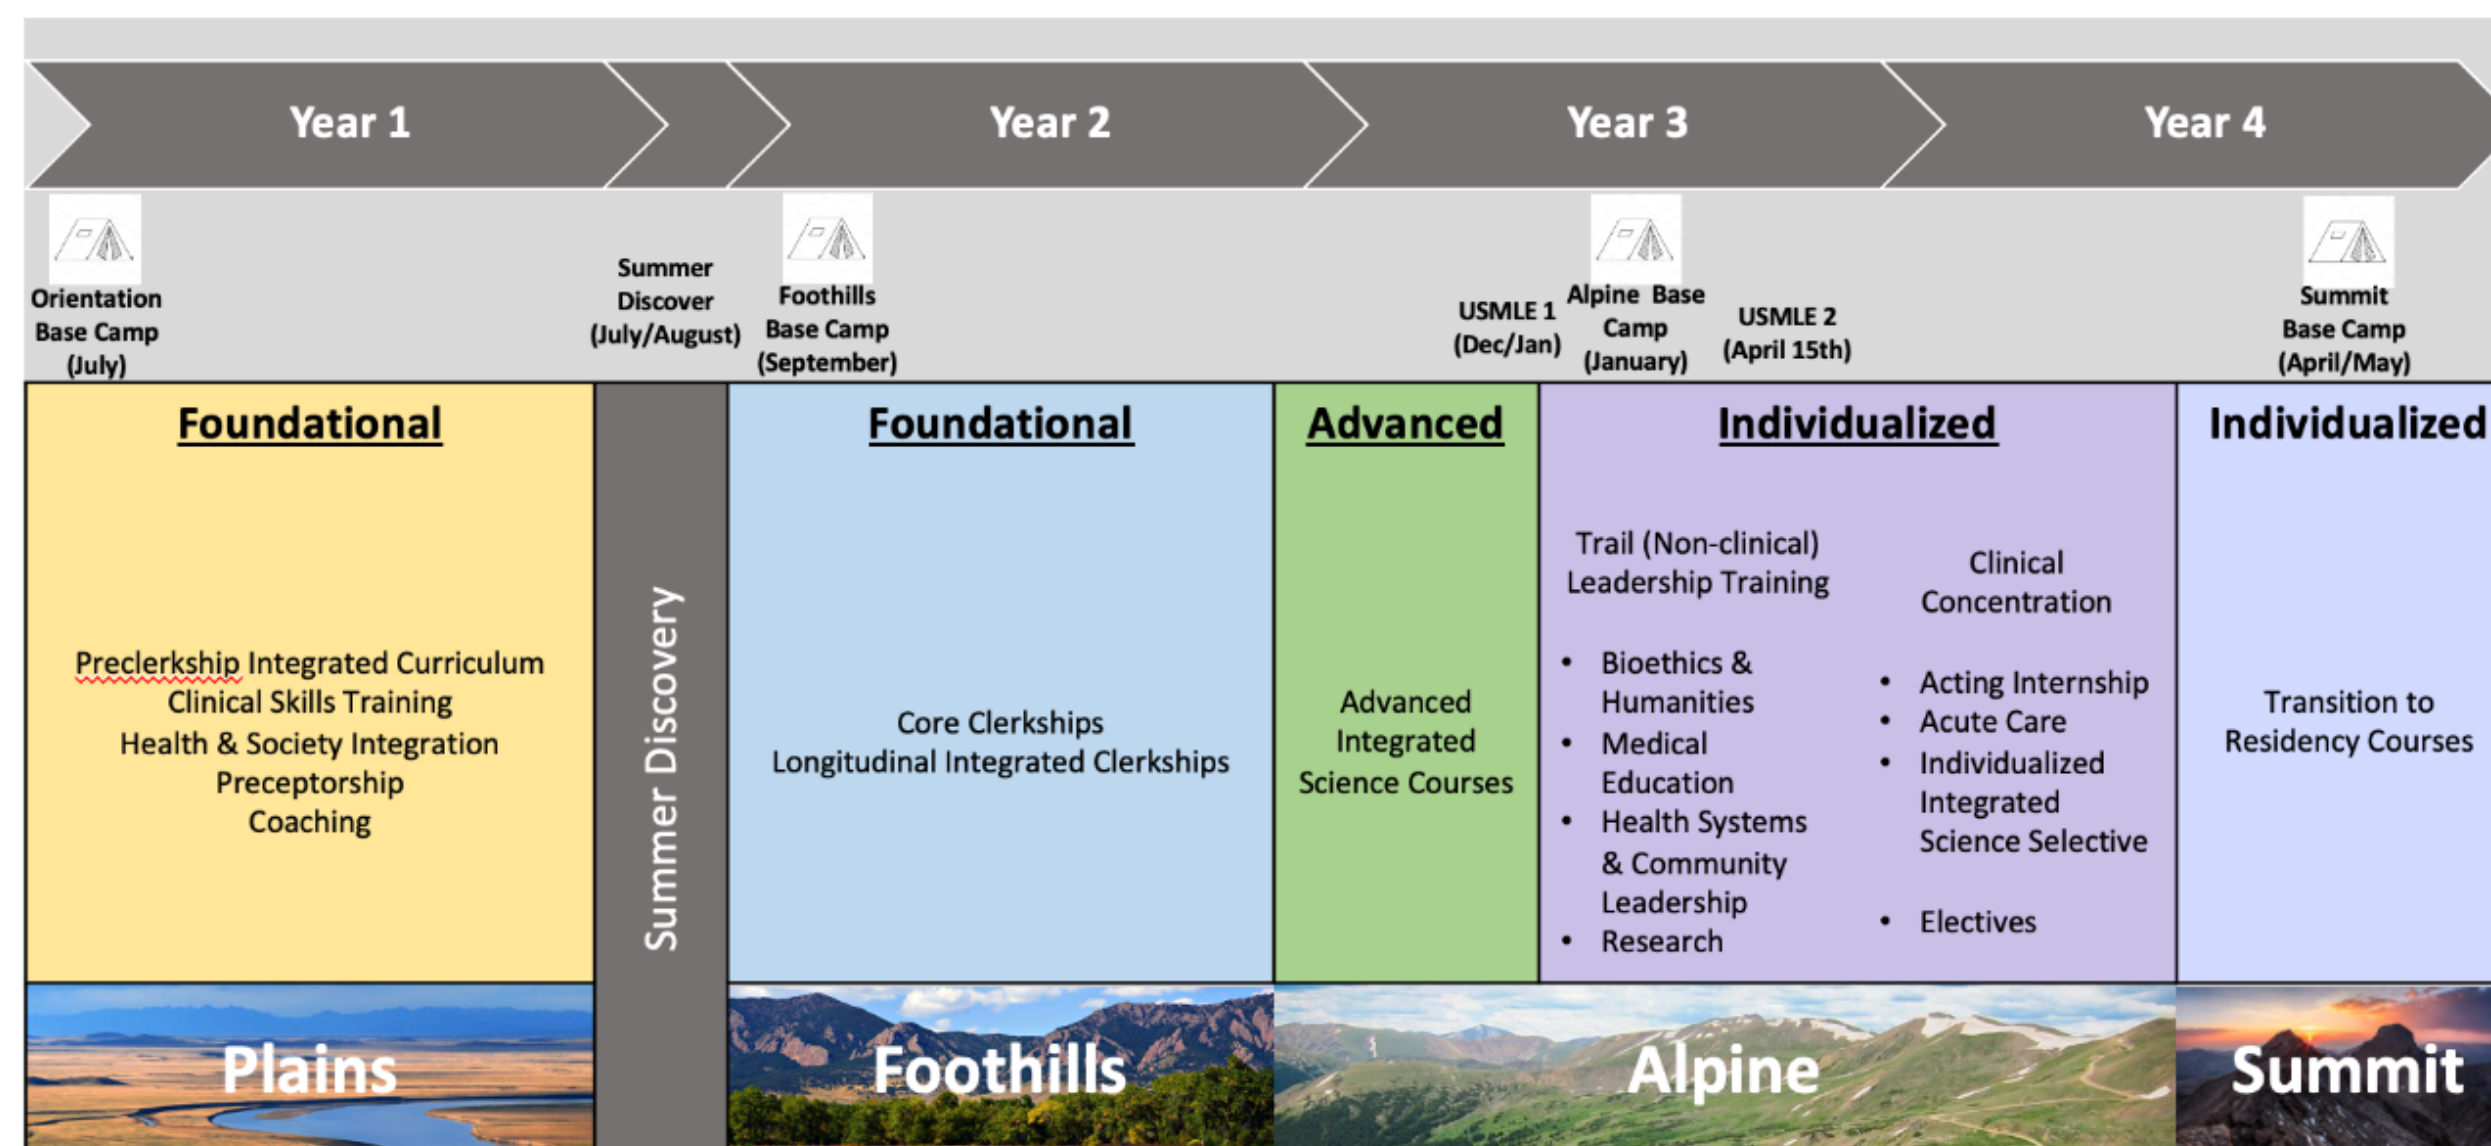 Year 1
Year 2
Year 3
Year 4
Orientation
Base Camp
(July)
Summer
Discover
(July/August)
Foothills
Base Camp
(September)
USMLE 1
(Dec/Jan)
Alpine Base
Camp
(January)
USMLE 2
(April 15th)
Summit
Base Camp
(April/May)
Foundational
Preclerkship Integrated Curriculum
Clinical Skills Training
Health & Society Integration
Preceptorship
Coaching
Summer Discovery
Foundational
Core Clerkships
Longitudinal Integrated Clerkships
Advanced
Advanced
Integrated
Science Courses
Individualized
Trail (Non-clinical)
Leadership Training
• Bioethics &
Humanities
• Medical
Education
• Health Systems
& Community
Leadership
• Research
Clinical
Concentration
• Acting Internship
• Acute Care
• Individualized
Integrated
Science Selective
• Electives
Individualized
Transition to
Residency Courses
Plains
Foothills
Alpine
Summit